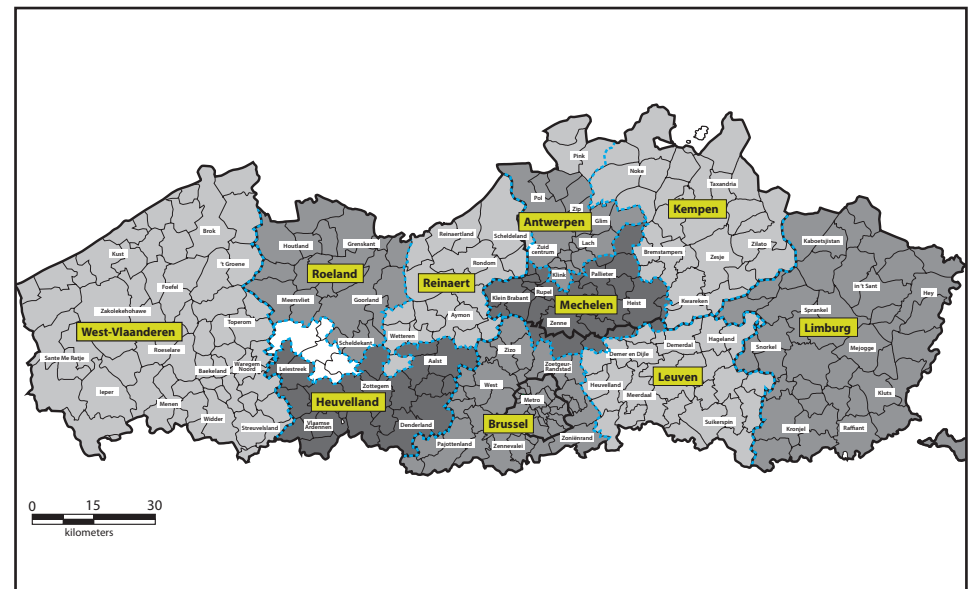 Pink
Noke
Taxandria
Pol
Zip
Kempen
Antwerpen
Glim
Brok
Reinaertland
Scheldeland
Houtland
Grenskant
Zuid
centrum
Lach
Bremstampers
Zesje
Zilato
Kaboetsjistan
Kust
't Groene
Rondom
Roeland
Klink
Pallieter
Reinaert
Foefel
Klein Brabant
Rupel
Mechelen
Heist
in't Sant
Hey
Meersvliet
Goorland
Kwareken
Zakolekohohawe
Aymon
Sprankel
Toperom
Zenne
Limburg
West-Vlaanderen
Wetteren
Hageland
Scheldekant
Demerdal
Snorkel
Mejogge
Roeselare
Zizo
Demer en Dijle
Sante Me Ratje
Aalst
Zoetgeur-
Randstad
Waregem
Noord
Baekeland
Leiestreek
Leuven
Zottegem
West
Heuvelland
Ieper
Meerdaal
Kluts
Heuvelland
Metro
Menen
Widder
Vlaamse
Ardennen
Denderland
Brussel
Suikerspin
Streuvelsland
Kronjel
Raffiant
Pajottenland
Zennevalei
Zoniënrand
0 15 30
kilometers